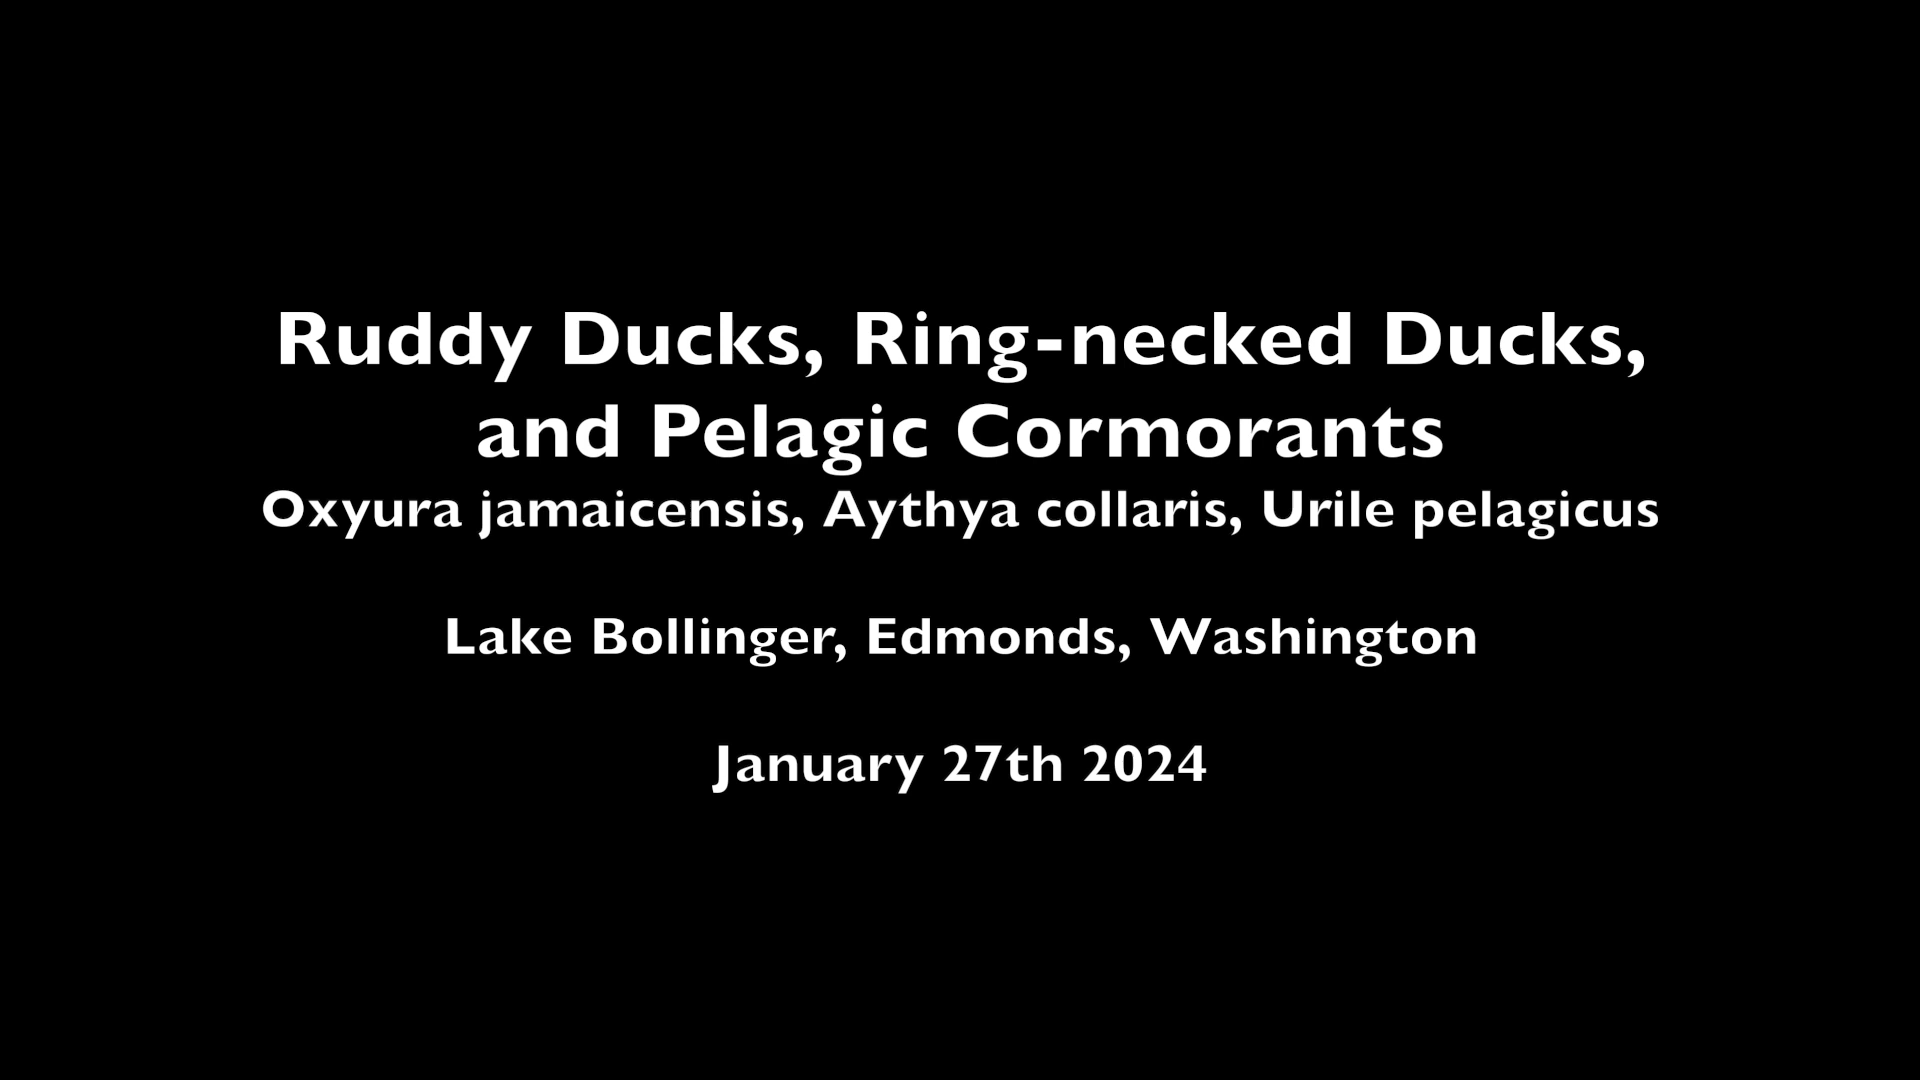 Ruddy Ducks, Ring-necked Ducks,
and Pelagic Cormorants
Oxyura jamaicensis, Aythya collaris, Urile pelagicus
Lake Bollinger, Edmonds, Washington
January 27th 2024